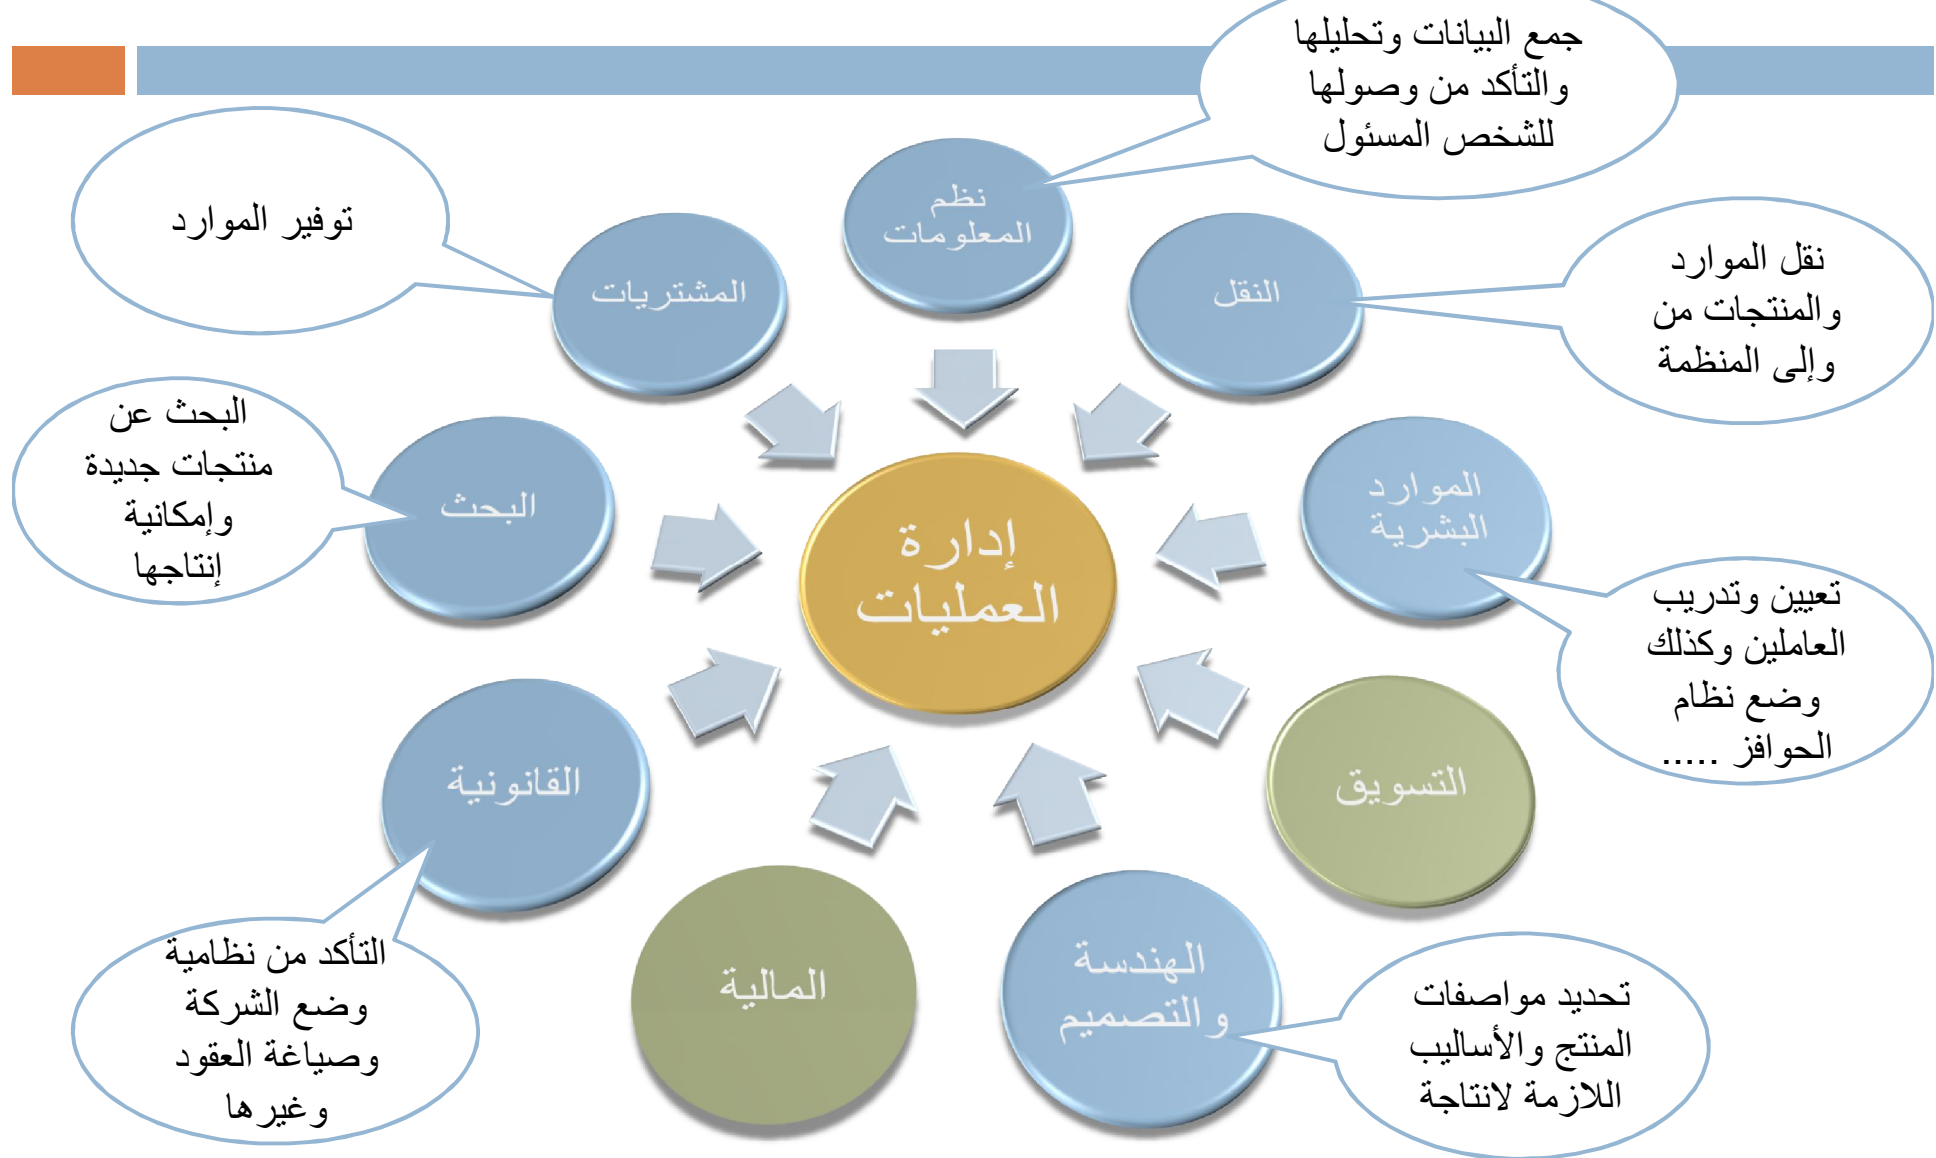 جمع البيانات وتحليلها
والتأكد من وصولها
للشخص المسئول
نظم
المعلومات
النقل
نقل الموارد
والمنتجات من
وإلى المنظمة
المشتريات
توفير الموارد
الموارد
البشرية
تعيين وتدريب
العاملين وكذلك
وضع نظام
الحوافز .....
إدارة
العمليات
البحث
البحث عن
منتجات جديدة
وإمكانية
إنتاجها
التسويق
القانونية
التأكد من نظامية
وضع الشركة
وصياغة العقود
وغيرها
الهندسة
والتصميم
تحديد مواصفات
المنتج والأساليب
اللازمة لانتاجة
المالية